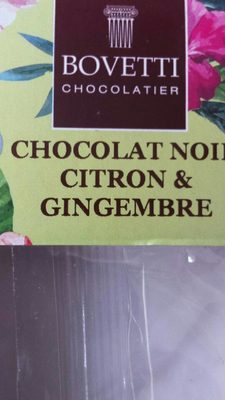 BOVETTI
CHOCOLATIER
CHOCOLAT NOI
CITRON &
GINGEMBRE